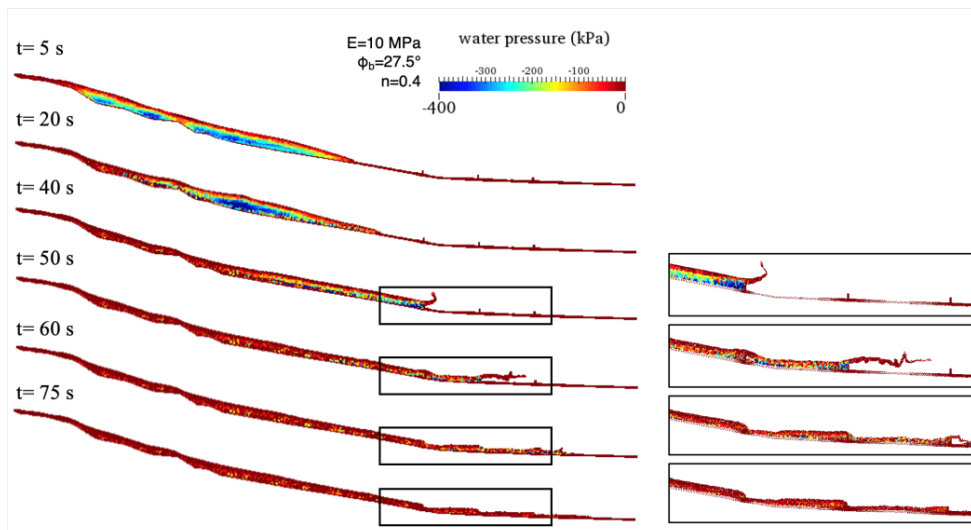 t= 5 s
E=10 MPa
ϕb=27.5°
n=0.4
water pressure (kPa)
-300 -200 -100
-400 0
t= 20 s
t= 40 s
t= 50 s
t= 60 s
t= 75 s